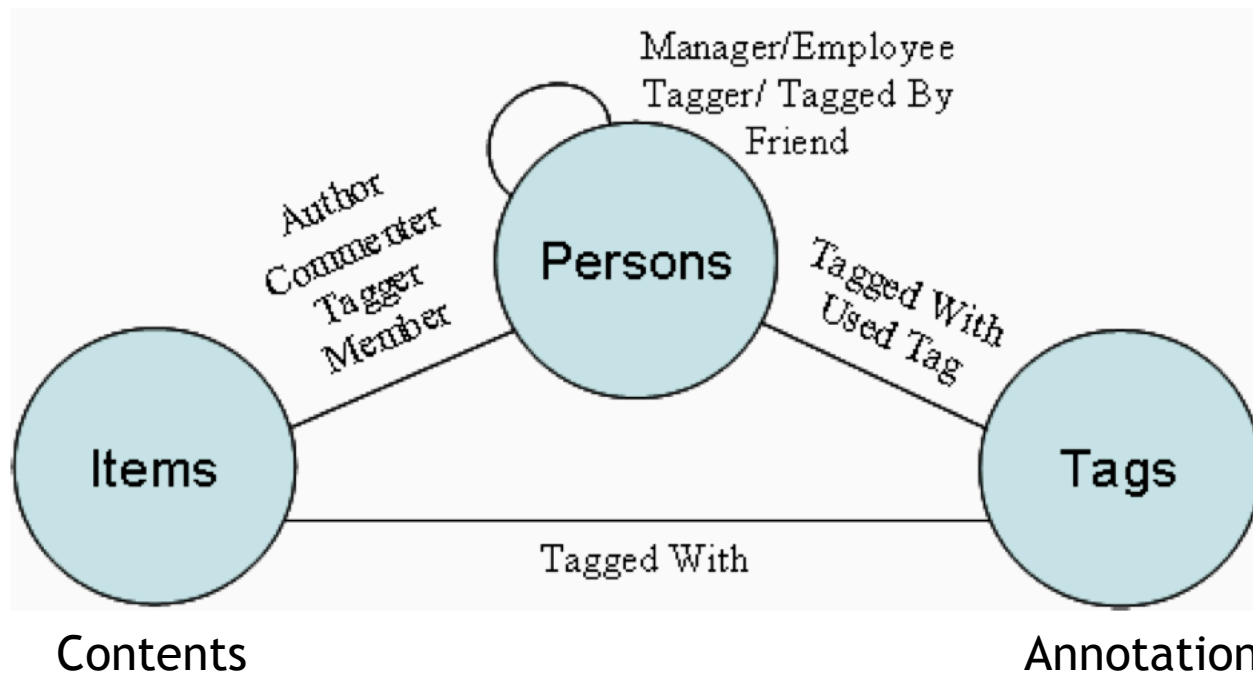 Manager/Employee
Tagger/ Tagged By
Friend
Author
Commenter
Tagger
Member
Persons
Tagged With
Used Tag
Items
Tags
Tagged With
Contents
Annotation